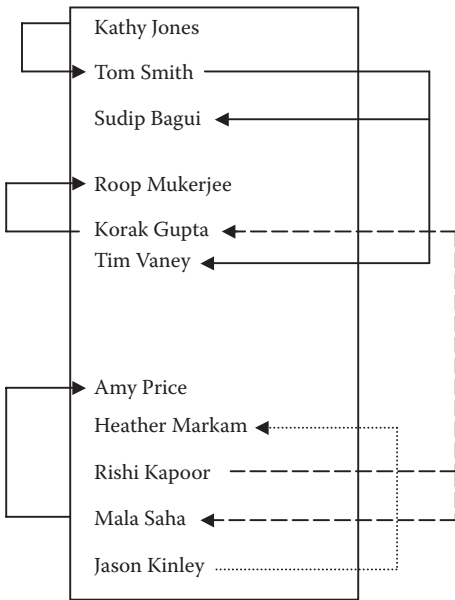 Kathy Jones
Tom Smith
Sudip Bagui
Roop Mukerjee
Korak Gupta
Tim Vaney
Amy Price
Heather Markam
Rishi Kapoor
Mala Saha
Jason Kinley